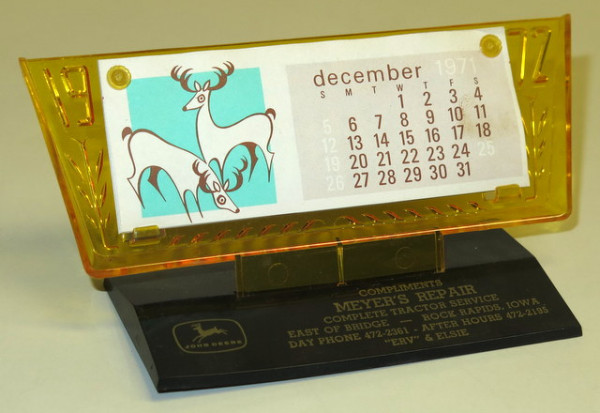 19 72
december 1971
S M T W T F S
1 2 3 4
5 6 7 8 9 10 11
12 13 14 15 16 17 18
19 20 21 22 23 24 25
26 27 28 29 30 31
COMPLIMENTS
MEYER'S REPAIR
COMPLETE TRACTOR SERVICE
EAST OF BRIDGE — ROCK RAPIDS, IOWA
DAY PHONE 472-2361 - AFTER HOURS 472-2195
"ERV" & ELSIE
JOHN DEERE